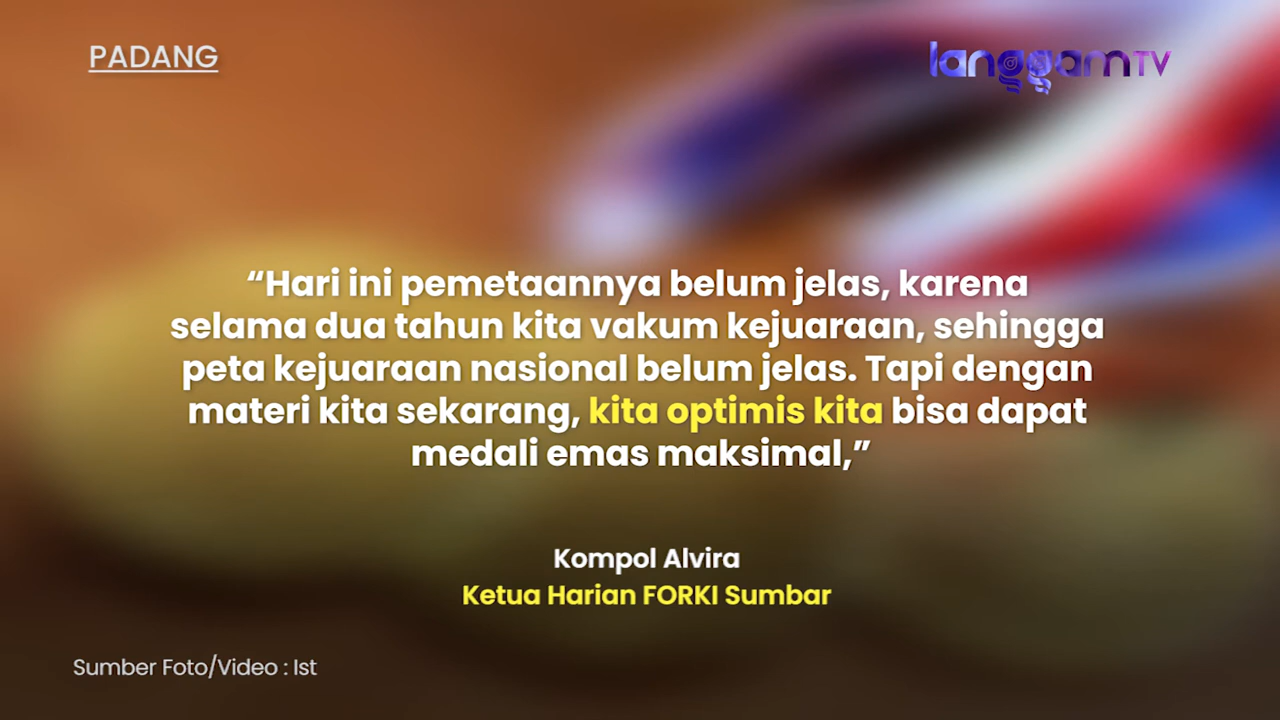 PADANG
langgamTV
“Hari ini pemetaannya belum jelas, karena
selama dua tahun kita vakum kejuaraan, sehingga
peta kejuaraan nasional belum jelas. Tapi dengan
materi kita sekarang, kita optimis kita bisa dapat
medali emas maksimal,”
Kompol Alvira
Ketua Harian FORKI Sumbar
Sumber Foto/Video : Ist